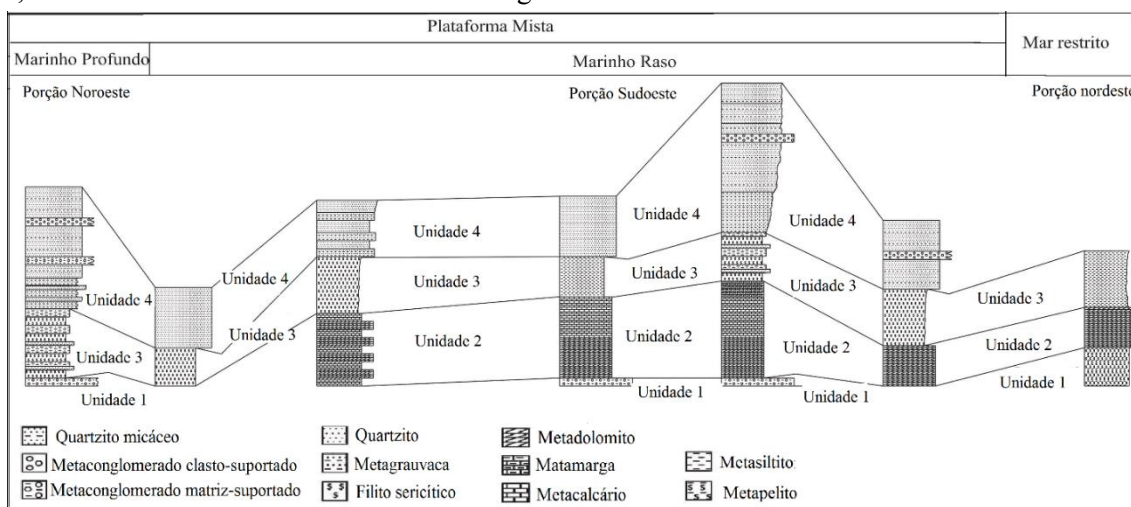 Plataforma Mista
Mar restrito
Marinho Profundo
Marinho Raso
Porção Noroeste
Porção Sudoeste
Porção nordeste
Unidade 4
Unidade 3
Unidade 1
Unidade 4
Unidade 3
Unidade 4
Unidade 3
Unidade 2
Unidade 4
Unidade 3
Unidade 2
Unidade 1
Unidade 4
Unidade 3
Unidade 2
Unidade 1
Unidade 3
Unidade 2
Unidade 1
Quartzito micáceo
Quartzito
Metadolomito
Metaconglomerado clasto-suportado
Metagrauvaca
Matamarga
Metasiltito
Metaconglomerado matriz-suportado
Filito sericítico
Metacalcário
Metapelito